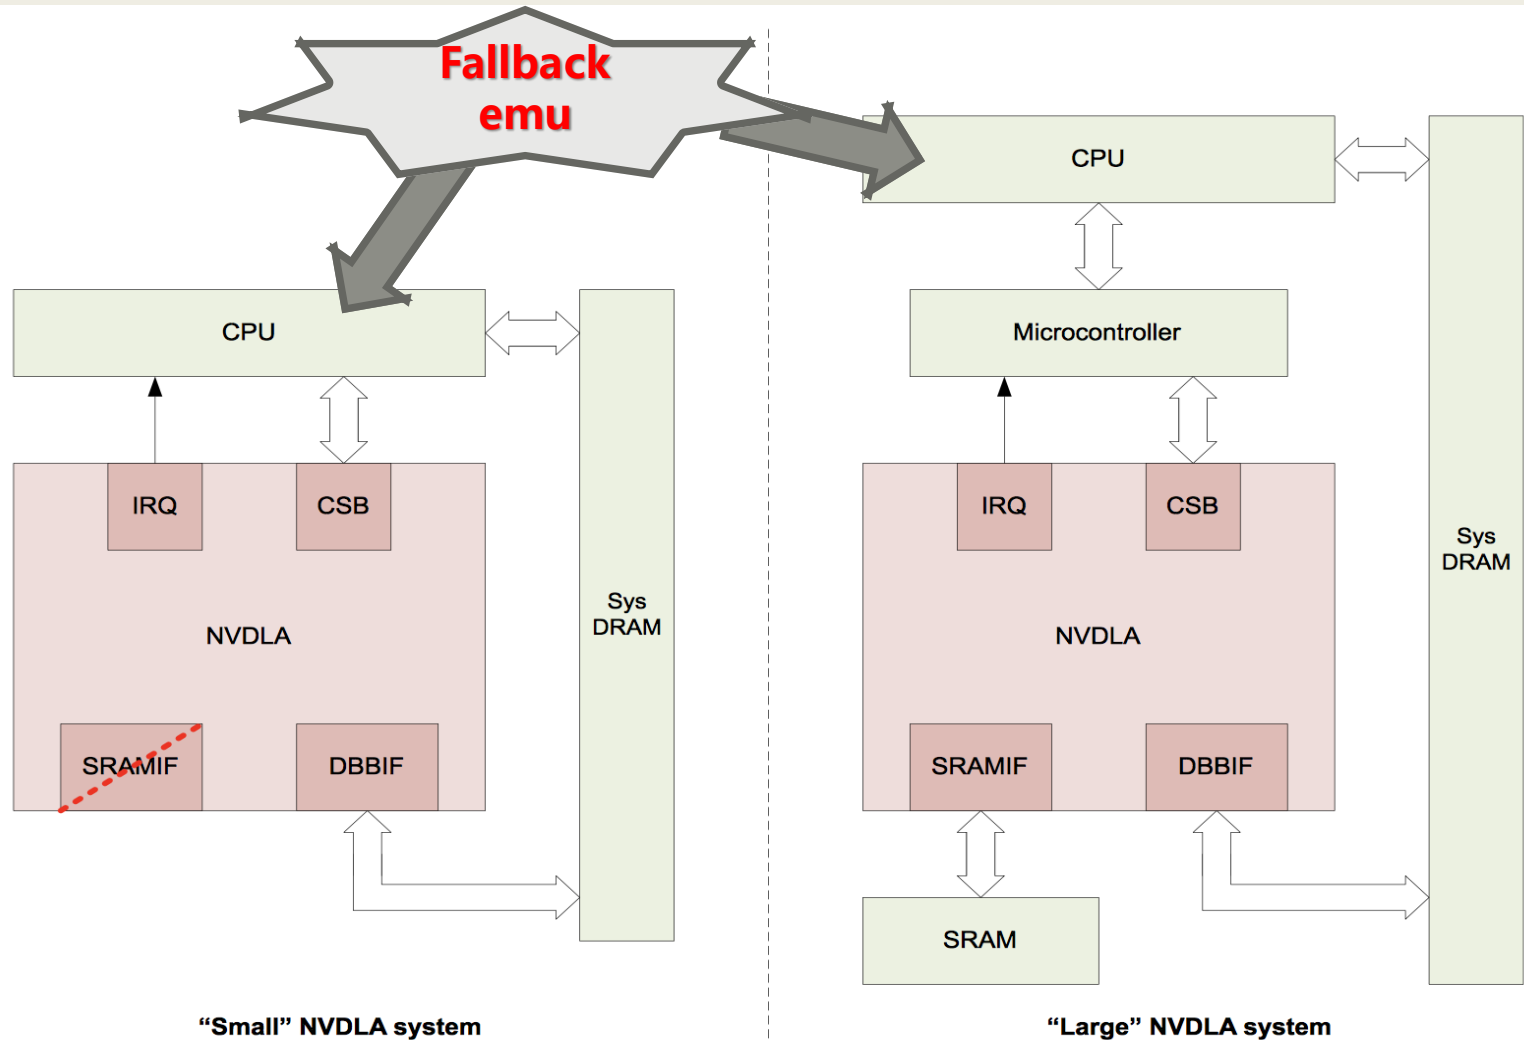 Fallback
emu
CPU
IRQ
CSB
NVDLA
SRAMIF
DBBIF
Sys
DRAM
“Small” NVDLA system
CPU
Microcontroller
IRQ
CSB
NVDLA
SRAMIF
DBBIF
SRAM
Sys
DRAM
“Large” NVDLA system